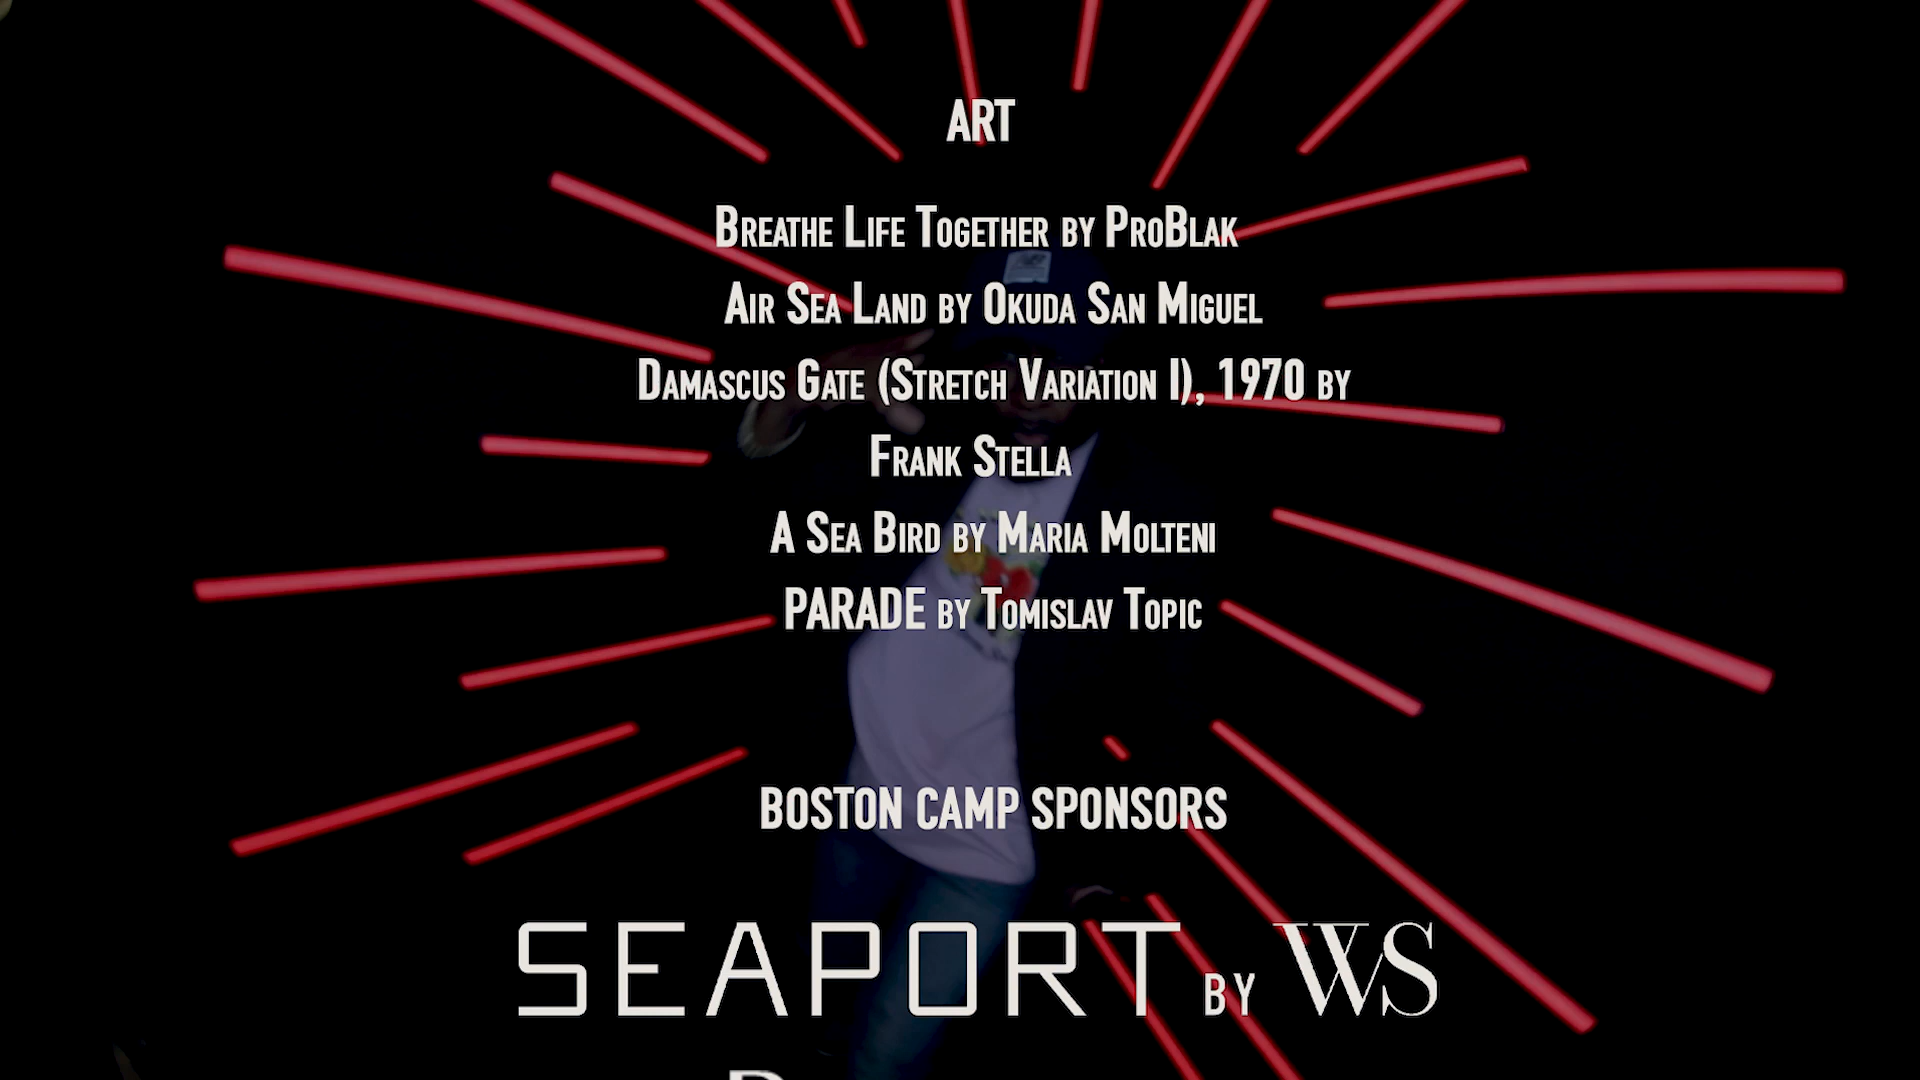 ART
Breathe Life Together by ProBlak
Air Sea Land by Okuda San Miguel
Damascus Gate (Stretch Variation I), 1970 by
Frank Stella
A Sea Bird by Maria Molteni
PARADE by Tomislav Topic
BOSTON CAMP SPONSORS
SEAPORT BY WS